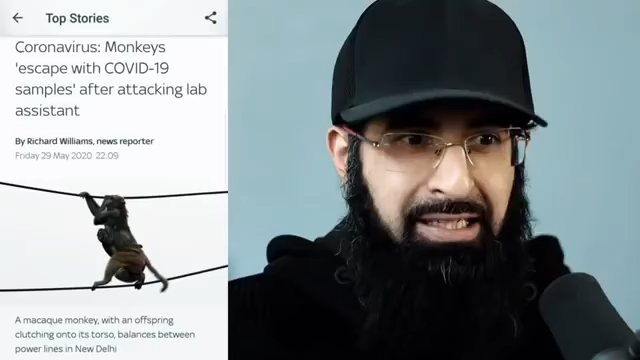 Top Stories
Coronavirus: Monkeys
'escape with COVID-19
samples' after attacking lab
assistant
By Richard Williams, news reporter
Friday 29 May 2020 22:09
A macaque monkey, with an offspring
clutching onto its torso, balances between
power lines in New Delhi